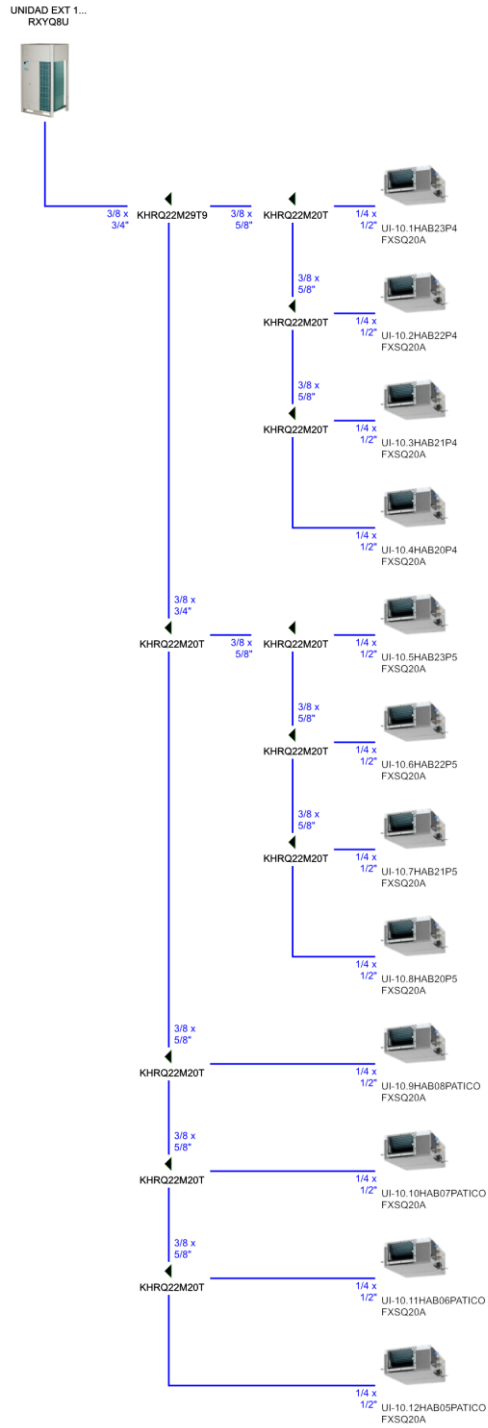 UNIDAD EXT 1...
RXYQ8U
3/8 x
3/4"
KHRQ22M29T9
3/8 x
5/8"
KHRQ22M20T
1/4 x
1/2"
UI-10.1HAB23P4
FXSQ20A
3/8 x
5/8"
KHRQ22M20T
1/4 x
1/2"
UI-10.2HAB22P4
FXSQ20A
3/8 x
5/8"
KHRQ22M20T
1/4 x
1/2"
UI-10.3HAB21P4
FXSQ20A
1/4 x
1/2"
UI-10.4HAB20P4
FXSQ20A
3/8 x
3/4"
KHRQ22M20T
3/8 x
5/8"
KHRQ22M20T
1/4 x
1/2"
UI-10.5HAB23P5
FXSQ20A
3/8 x
5/8"
KHRQ22M20T
1/4 x
1/2"
UI-10.6HAB22P5
FXSQ20A
3/8 x
5/8"
KHRQ22M20T
1/4 x
1/2"
UI-10.7HAB21P5
FXSQ20A
1/4 x
1/2"
UI-10.8HAB20P5
FXSQ20A
3/8 x
5/8"
KHRQ22M20T
1/4 x
1/2"
UI-10.9HAB08PATICO
FXSQ20A
3/8 x
5/8"
KHRQ22M20T
1/4 x
1/2"
UI-10.10HAB07PATICO
FXSQ20A
3/8 x
5/8"
KHRQ22M20T
1/4 x
1/2"
UI-10.11HAB06PATICO
FXSQ20A
1/4 x
1/2"
UI-10.12HAB05PATICO
FXSQ20A